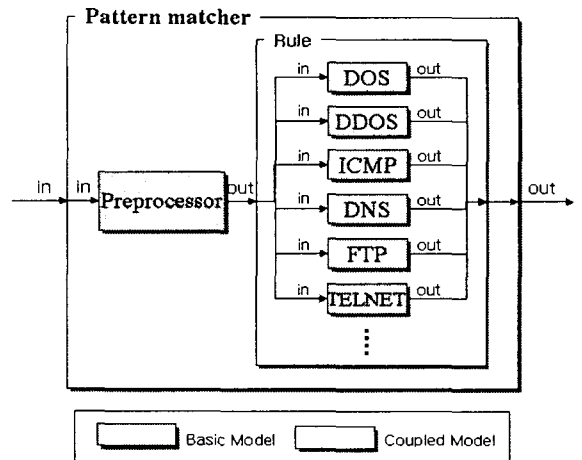 Pattern matcher
Rule
in DOS out
in DDOS out
in ICMP out
in in Preprocessor out in DNS out out
in FTP out
in TELNET out
Basic Model Coupled Model